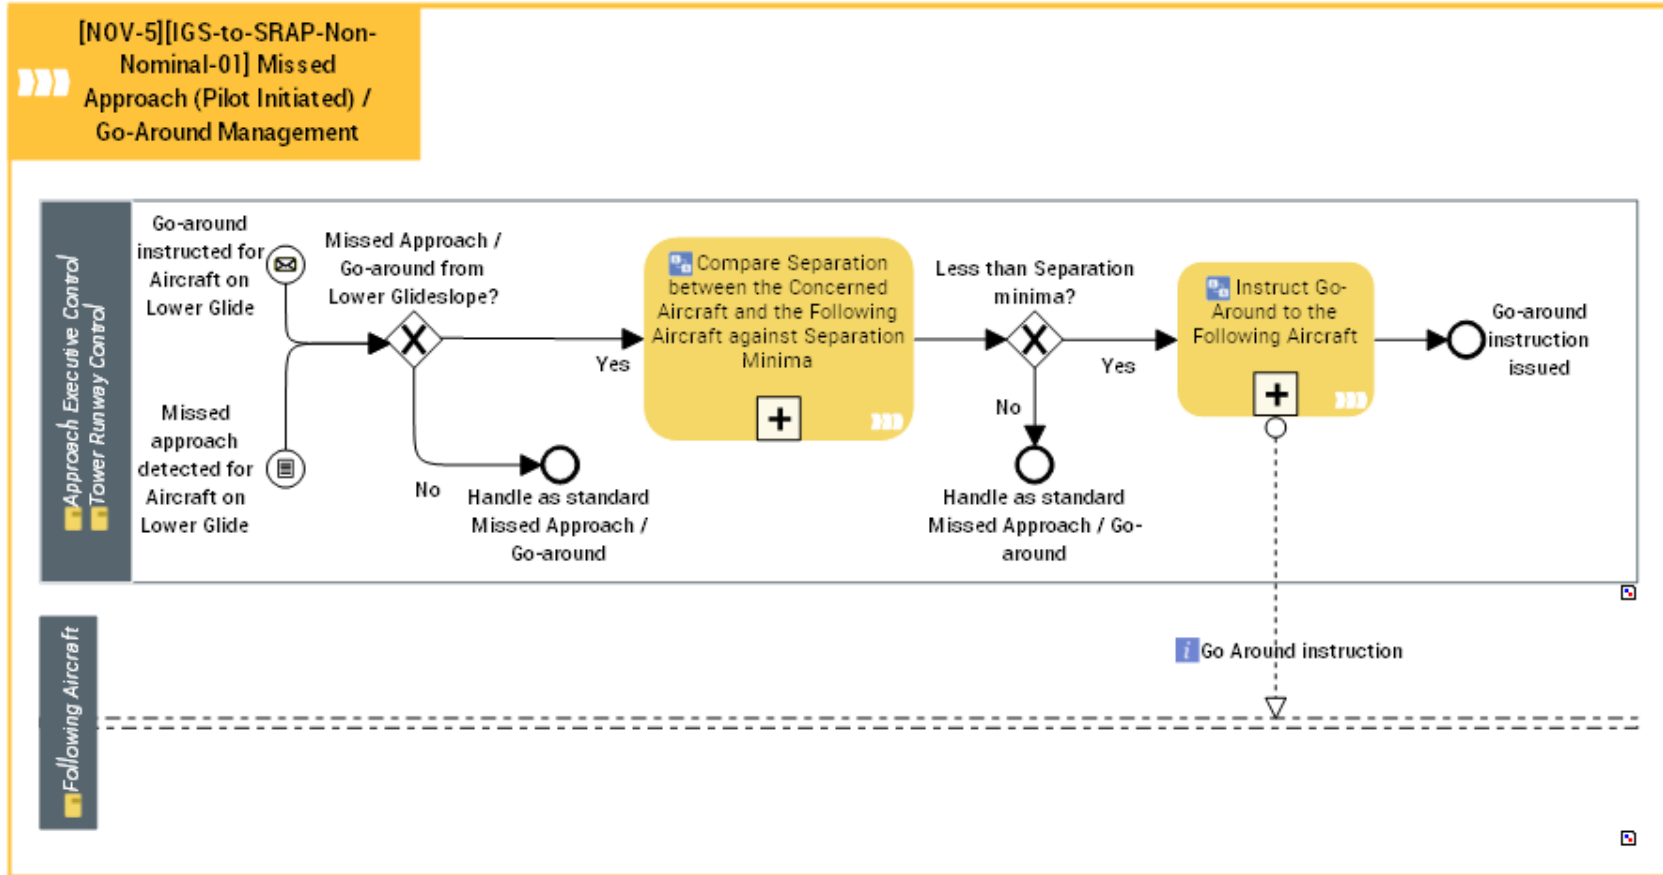 [NOV-5][IGS-to-SRAP-Non-
Nominal-01] Missed
Approach (Pilot Initiated) /
Go-Around Management
Approach Executive Control
Tower Runway Control
Go-around
instructed for
Aircraft on
Lower Glide
Missed
approach
detected for
Aircraft on
Lower Glide
Missed Approach /
Go-around from
Lower Glideslope?
Yes
No
Handle as standard
Missed Approach /
Go-around
Compare Separation
between the Concerned
Aircraft and the Following
Aircraft against Separation
Minima
Less than Separation
minima?
Yes
No
Handle as standard
Missed Approach / Go-
around
Instruct Go-
Around to the
Following Aircraft
Go-around
instruction
issued
Go Around instruction
Following Aircraft